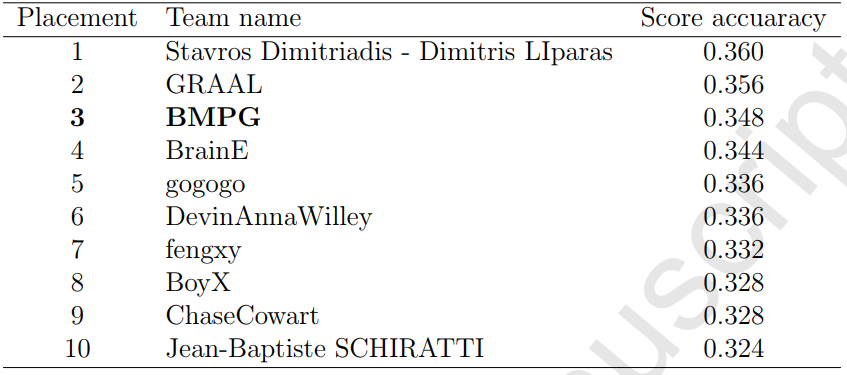 Placement Team name Score accuaracy
1 Stavros Dimitriadis - Dimitris LIparas 0.360
2 GRAAL 0.356
3 BMPG 0.348
4 BrainE 0.344
5 gogogo 0.336
6 DevinAnnaWilley 0.336
7 fengxy 0.332
8 BoyX 0.328
9 ChaseCowart 0.328
10 Jean-Baptiste SCHIRATTI 0.324
uscript